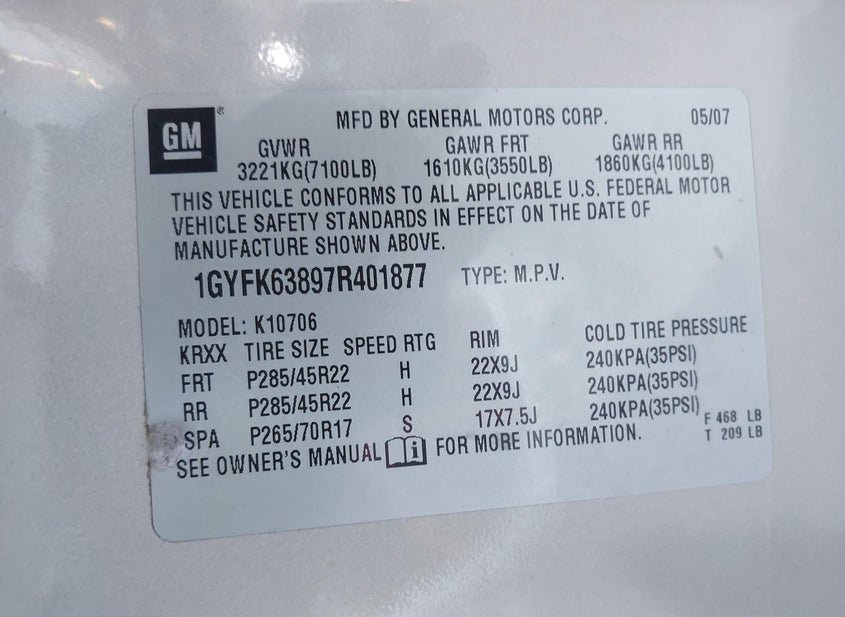 GM ® MFD BY GENERAL MOTORS CORP. 05/07
GVWR GAWR FRT GAWR RR
3221KG(7100LB) 1610KG(3550LB) 1860KG(4100LB)
THIS VEHICLE CONFORMS TO ALL APPLICABLE U.S. FEDERAL MOTOR
VEHICLE SAFETY STANDARDS IN EFFECT ON THE DATE OF
MANUFACTURE SHOWN ABOVE.
1GYFK63897R401877 TYPE: M.P.V.
MODEL: K10706
KRXX TIRE SIZE SPEED RTG RIM COLD TIRE PRESSURE
FRT P285/45R22 H 22X9J 240KPA(35PSI)
RR P285/45R22 H 22X9J 240KPA(35PSI)
SPA P265/70R17 S 17X7.5J 240KPA(35PSI) F 468 LB
SEE OWNER'S MANUAL i FOR MORE INFORMATION. T 209 LB